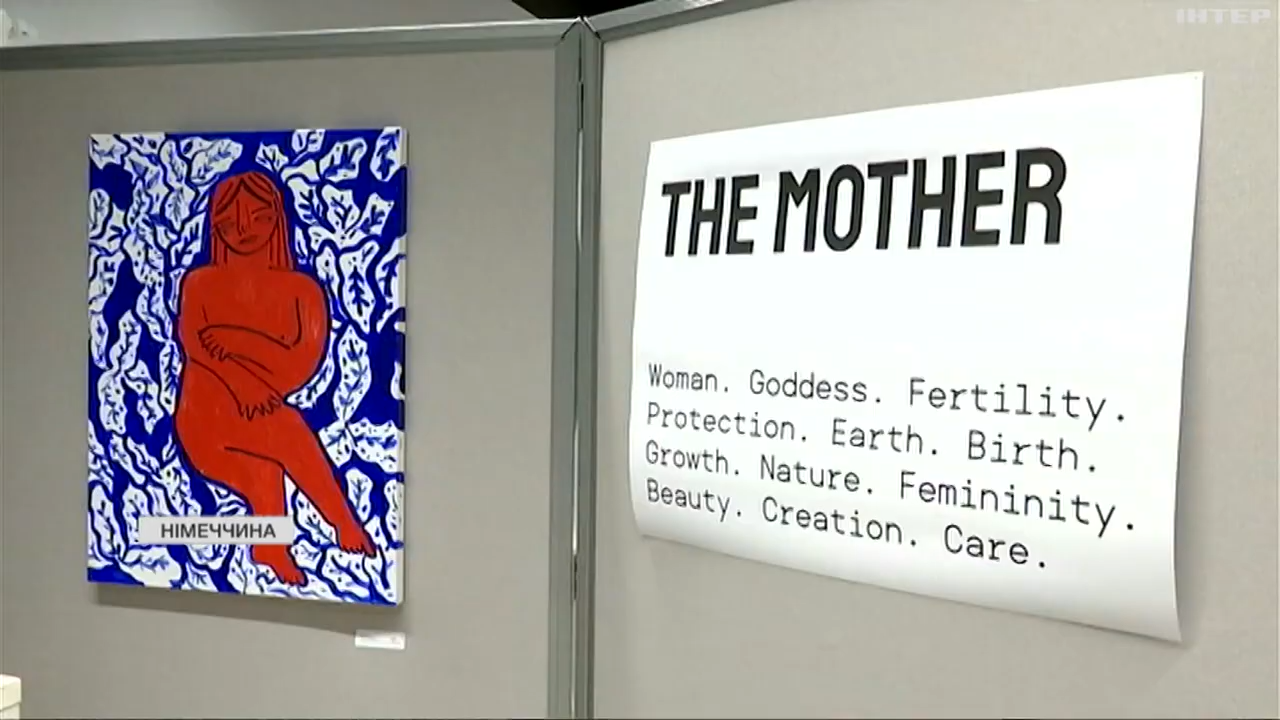 ІНТЕР
THE MOTHER
Woman. Goddess. Fertility.
Protection. Earth. Birth.
Growth. Nature. Femininity.
Beauty. Creation. Care.
НІМЕЧЧИНА